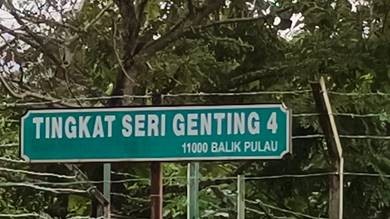 TINGKAT SERI GENTING 4
11000 BALIK PULAU